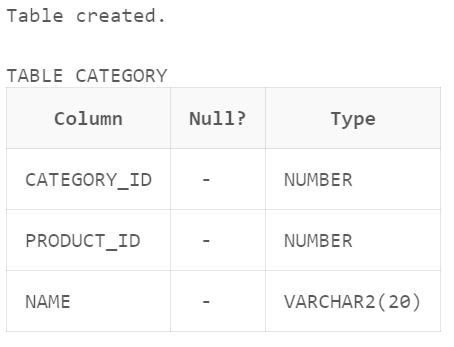 Table created.
TABLE CATEGORY
Column Null? Type
CATEGORY_ID - NUMBER
PRODUCT_ID - NUMBER
NAME - VARCHAR2(20)